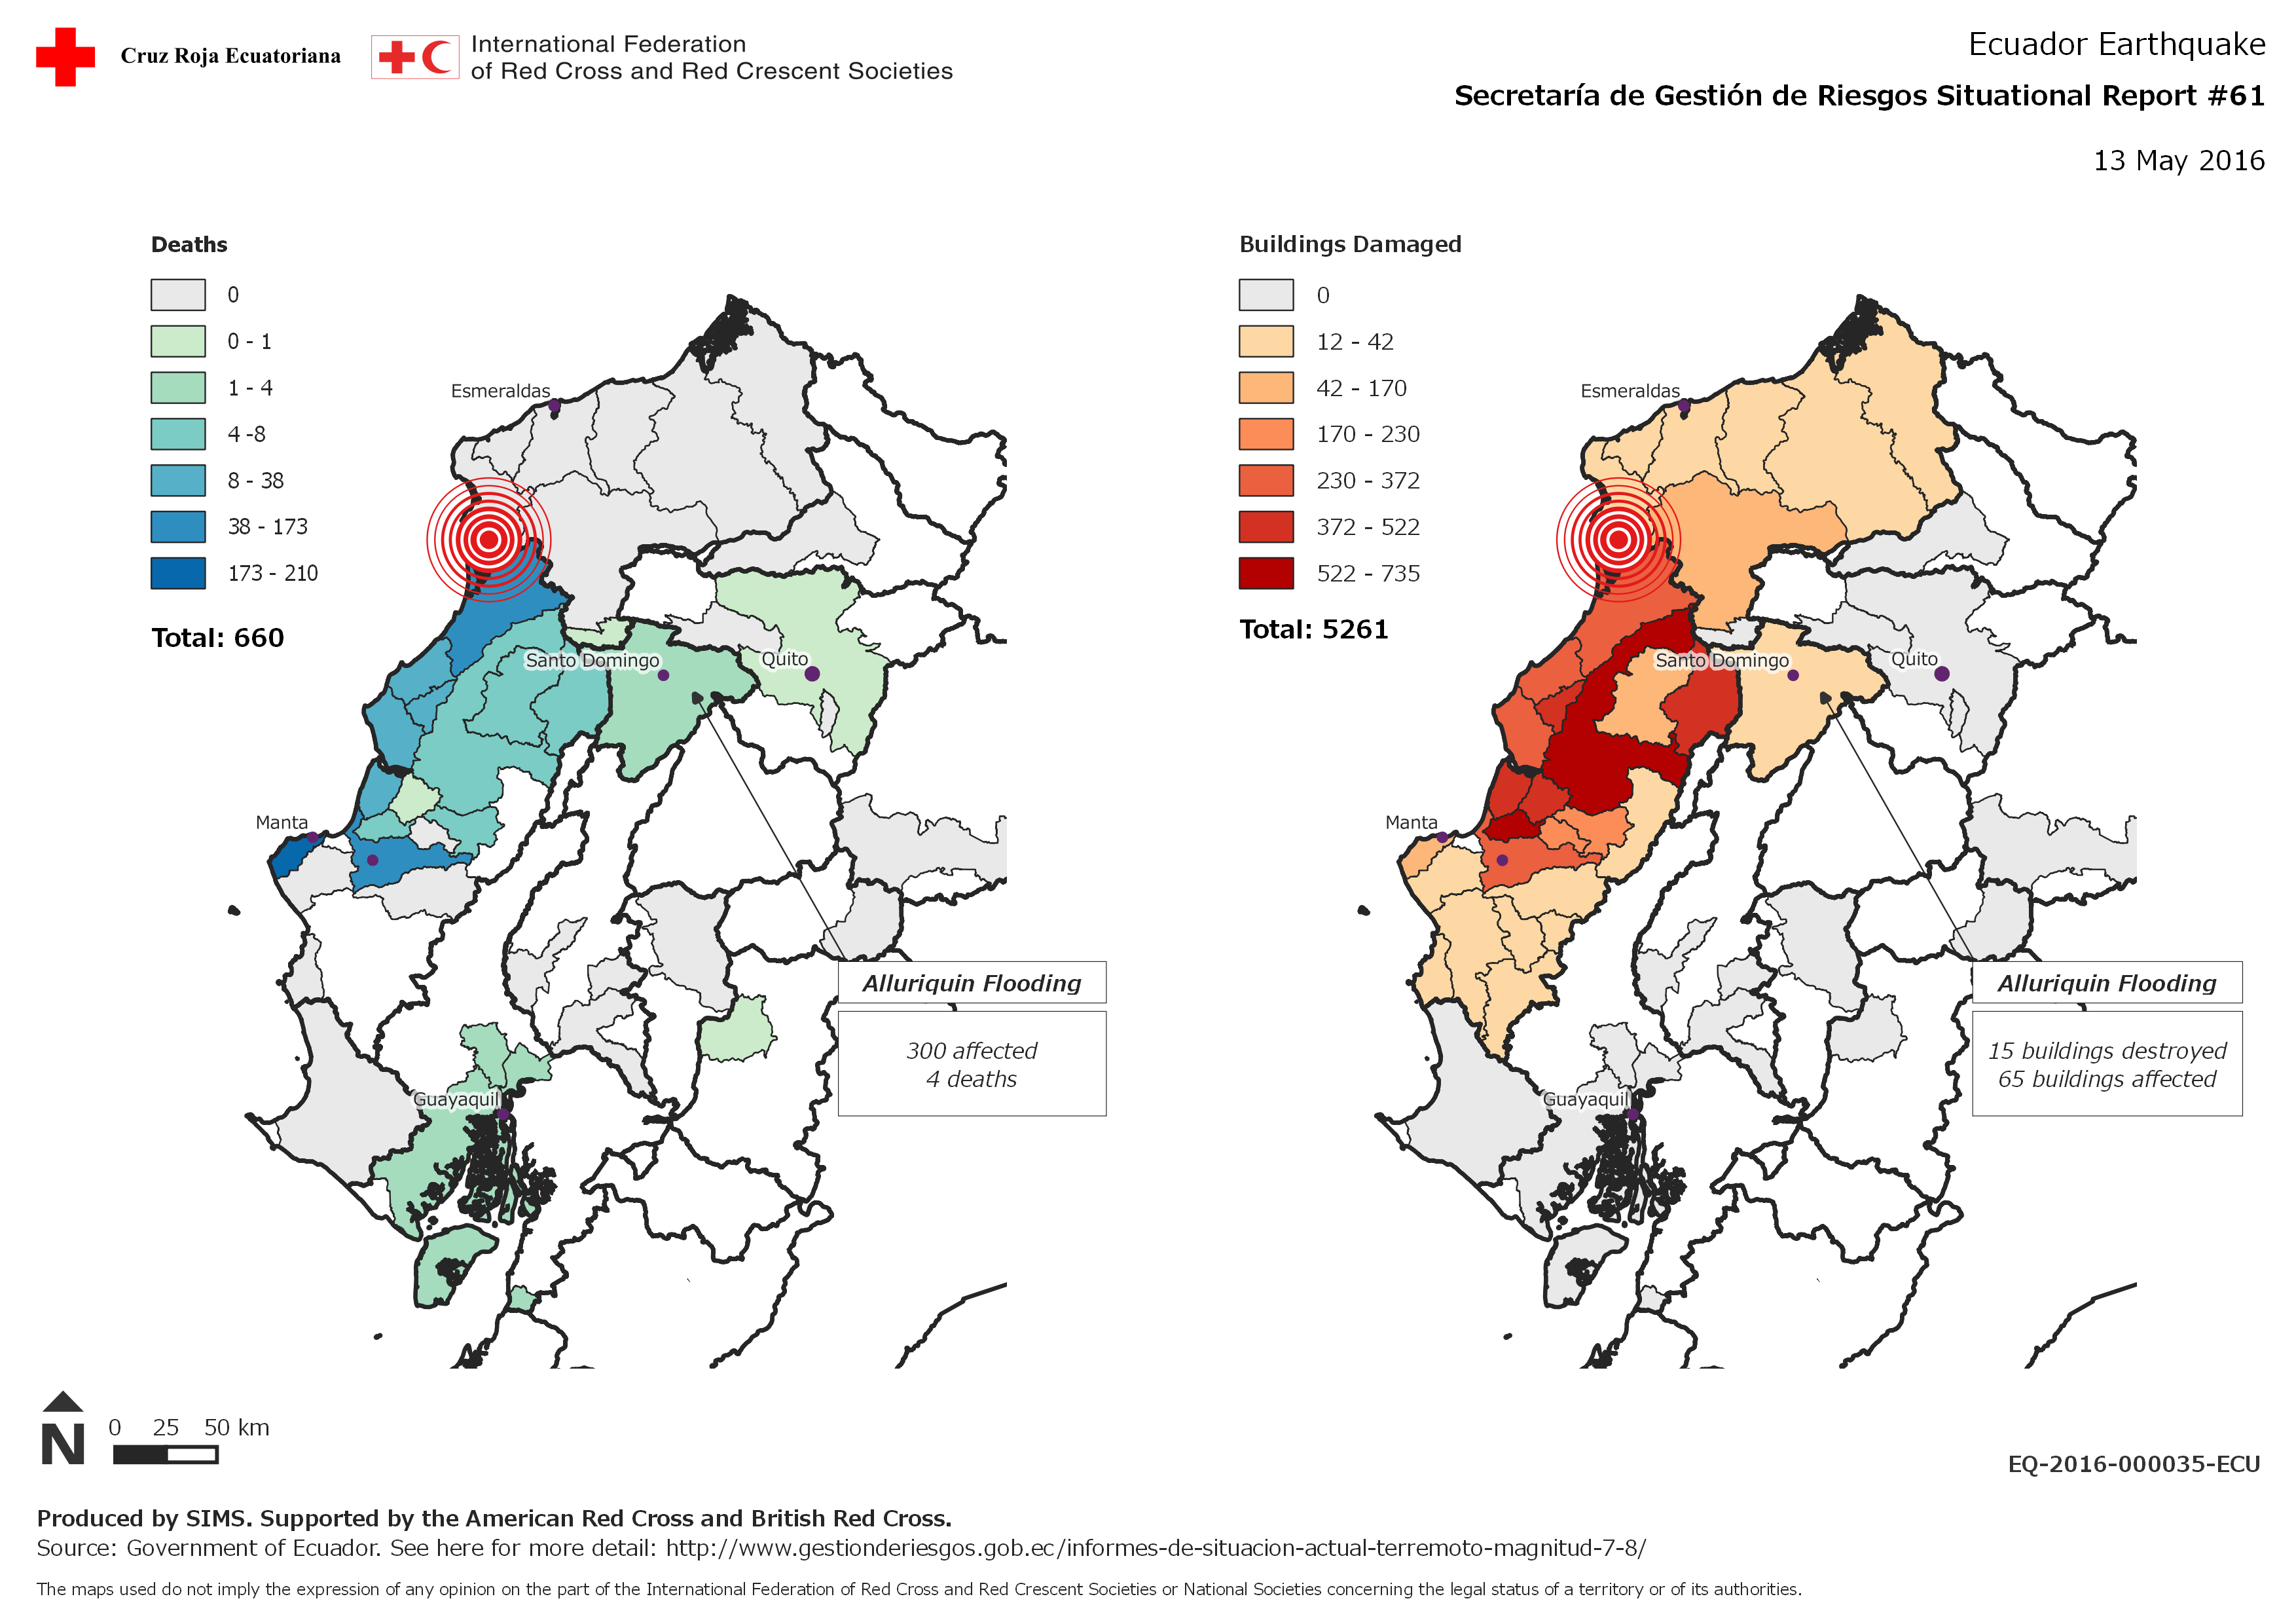 Cruz Roja Ecuatoriana
International Federation
of Red Cross and Red Crescent Societies
Ecuador Earthquake
Secretaría de Gestión de Riesgos Situational Report #61
13 May 2016
Deaths
0
0 - 1
1 - 4
4 -8
8 - 38
38 - 173
173 - 210
Total: 660
Esmeraldas
Santo Domingo
Quito
Manta
Guayaquil
Alluriquin Flooding
300 affected
4 deaths
Buildings Damaged
0
12 - 42
42 - 170
170 - 230
230 - 372
372 - 522
522 - 735
Total: 5261
Esmeraldas
Santo Domingo
Quito
Manta
Guayaquil
Alluriquin Flooding
15 buildings destroyed
65 buildings affected
N
0 25 50 km
EQ-2016-000035-ECU
Produced by SIMS. Supported by the American Red Cross and British Red Cross.
Source: Government of Ecuador. See here for more detail: http://www.gestionderiesgos.gob.ec/informes-de-situacion-actual-terremoto-magnitud-7-8/
The maps used do not imply the expression of any opinion on the part of the International Federation of Red Cross and Red Crescent Societies or National Societies concerning the legal status of a territory or of its authorities.